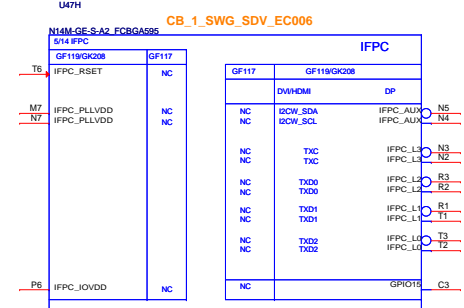 U47H
CB_1_SWG_SDV_EC006
N14M-GE-S-A2_FCBGA595
5/14 IFPC
IFPC
GF119/GK208 GF117
T6 IFPC_RSET NC
GF117 GF119/GK208
DVI/HDMI DP
M7 IFPC_PLLVDD NC
N7 IFPC_PLLVDD NC
NC I2CW_SDA IFPC_AUX N5
NC I2CW_SCL IFPC_AUX N4
NC TXC IFPC_L3 N3
NC TXC IFPC_L3 N2
NC TXD0 IFPC_L2 R3
NC TXD0 IFPC_L2 R2
NC TXD1 IFPC_L1 R1
NC TXD1 IFPC_L1 T1
NC TXD2 IFPC_L0 T3
NC TXD2 IFPC_L0 T2
P6 IFPC_IOVDD NC
NC GPIO15 C3